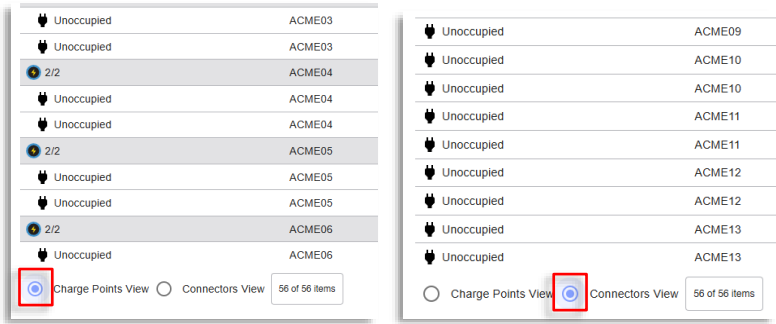 Unoccupied ACME03
Unoccupied ACME03
2/2 ACME04
Unoccupied ACME04
Unoccupied ACME04
2/2 ACME05
Unoccupied ACME05
Unoccupied ACME05
2/2 ACME06
Unoccupied ACME06
Charge Points View Connectors View 56 of 56 items
Unoccupied ACME09
Unoccupied ACME10
Unoccupied ACME10
Unoccupied ACME11
Unoccupied ACME11
Unoccupied ACME12
Unoccupied ACME12
Unoccupied ACME13
Unoccupied ACME13
Charge Points View Connectors View 56 of 56 items